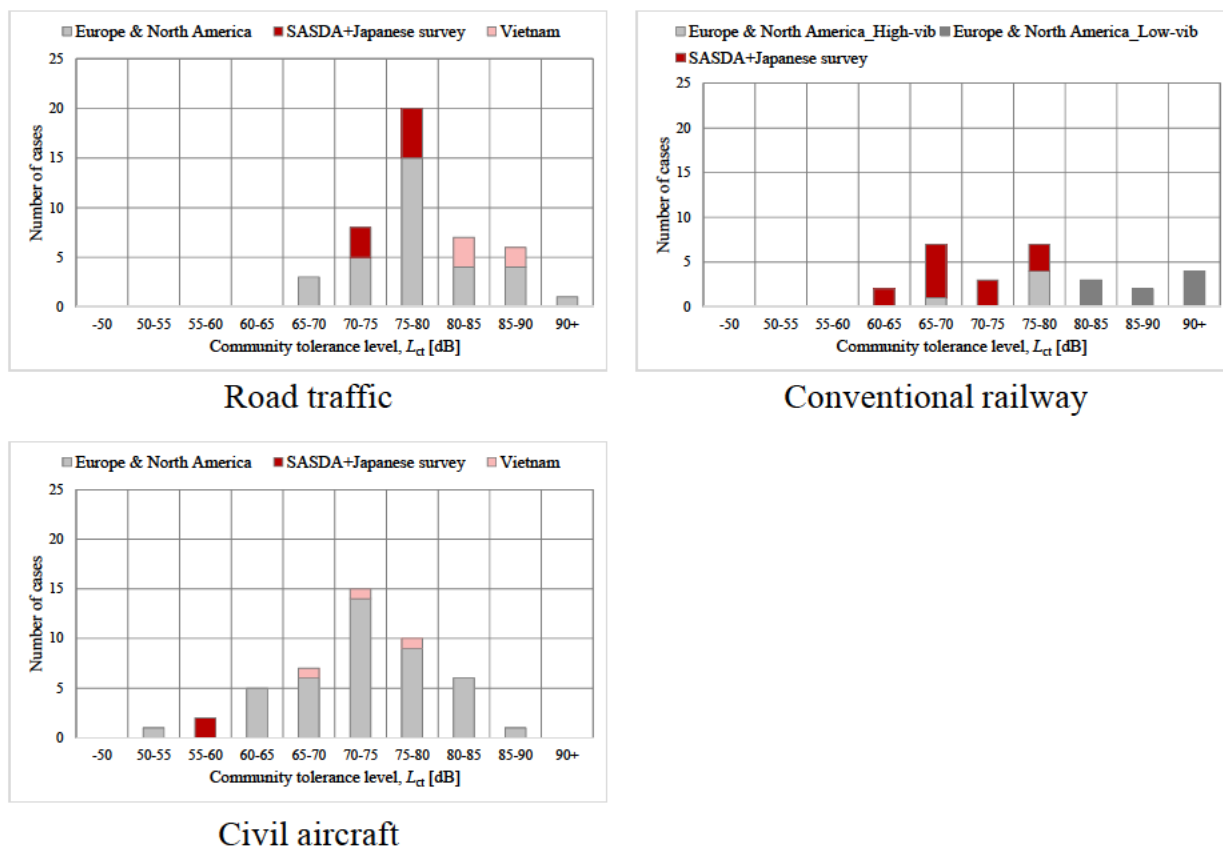 Europe & North America SASDA+Japanese survey Vietnam
25
20
15
10
5
0
Number of cases
-50 50-55 55-60 60-65 65-70 70-75 75-80 80-85 85-90 90+
Community tolerance level, Lct [dB]
Road traffic
Europe & North America_High-vib Europe & North America_Low-vib
SASDA+Japanese survey
25
20
15
10
5
0
Number of cases
-50 50-55 55-60 60-65 65-70 70-75 75-80 80-85 85-90 90+
Community tolerance level, Lct [dB]
Conventional railway
Europe & North America SASDA+Japanese survey Vietnam
25
20
15
10
5
0
Number of cases
-50 50-55 55-60 60-65 65-70 70-75 75-80 80-85 85-90 90+
Community tolerance level, Lct [dB]
Civil aircraft